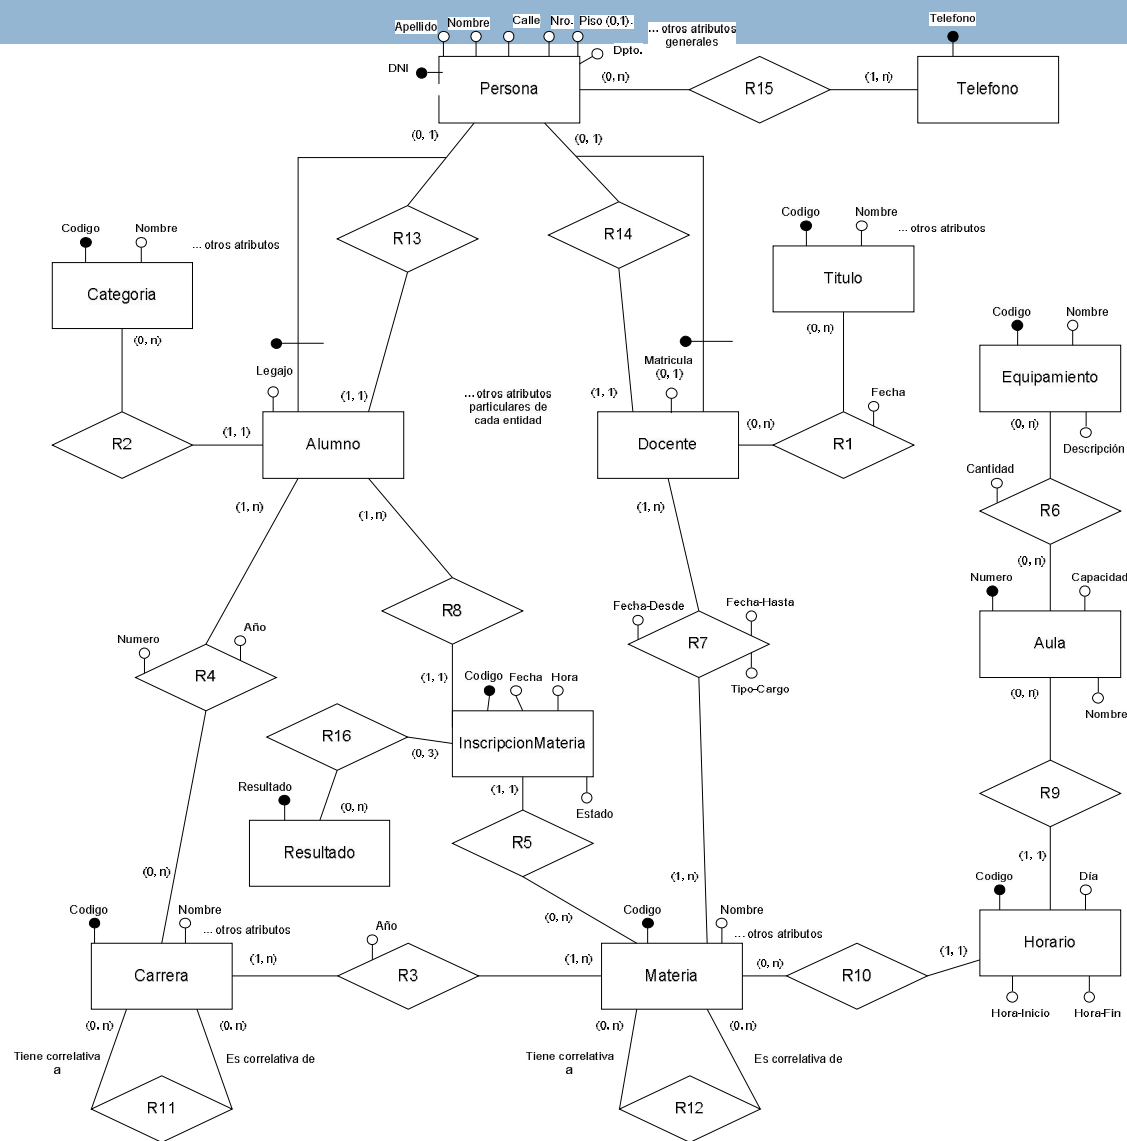 Apellido
Nombre
Calle
Nro.
Piso (0,1).
... otros atributos
generales
Telefono
DNI
Dpto.
Persona
(0, n)
R15
(1, n)
Telefono
(0, 1)
(0, 1)
R13
R14
Codigo
Nombre
... otros atributos
Categoria
(0, n)
Codigo
Nombre
... otros atributos
Titulo
(0, n)
Codigo
Nombre
Equipamiento
(0, n)
Descripción
Legajo
(1, 1)
... otros atributos
particulares de
cada entidad
Matricula
(0, 1)
(1, 1)
Fecha
R2
(1, 1)
Alumno
Docente
(0, n)
R1
(1, n)
(1, n)
(1, n)
Cantidad
R6
(0, n)
Numero
Capacidad
Aula
(0, n)
Nombre
R8
Fecha-Desde
Fecha-Hasta
R7
Tipo-Cargo
Numero
Año
R4
(1, 1)
Codigo
Fecha
Hora
R16
(0, 3)
InscripcionMateria
(1, 1)
Estado
Resultado
(0, n)
Resultado
R5
R9
(1, 1)
(0, n)
(1, n)
Codigo
Día
Horario
Hora-Inicio
Hora-Fin
Codigo
Nombre
... otros atributos
Carrera
(1, n)
Año
R3
(1, n)
(0, n)
Codigo
Nombre
... otros atributos
Materia
(0, n)
R10
(1, 1)
(0, n)
(0, n)
Tiene correlativa
a
Es correlativa de
R11
(0, n)
(0, n)
Tiene correlativa
a
Es correlativa de
R12